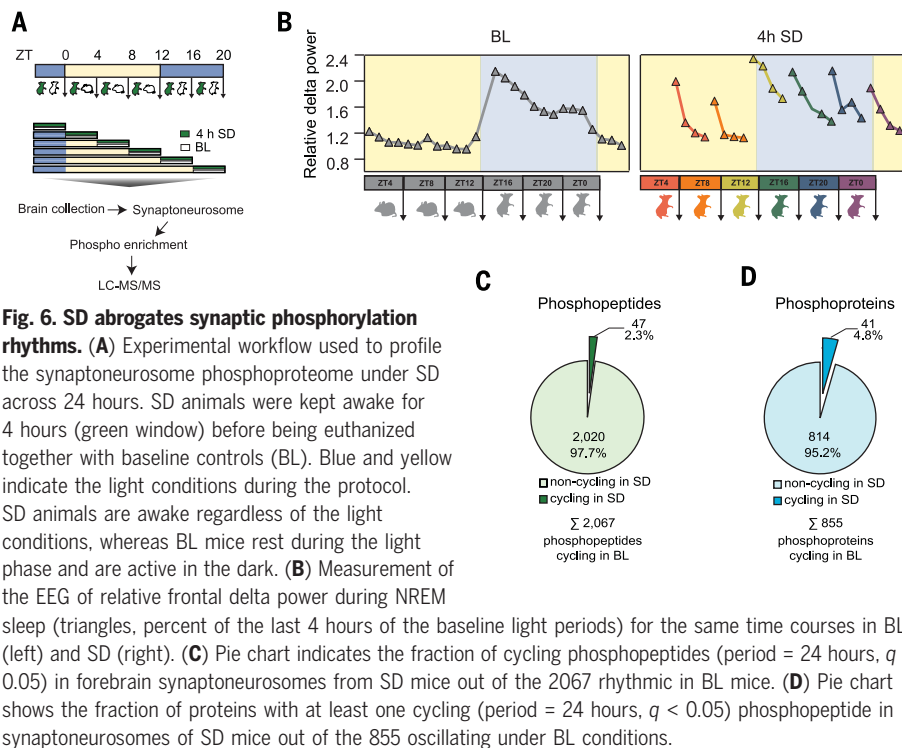 A
ZT 0 4 8 12 16 20
4 h SD
BL
Brain collection → Synaptoneurosome
Phospho enrichment
LC-MS/MS
B
BL
4h SD
Relative delta power
2.4
2.0
1.6
1.2
0.8
ZT4 ZT8 ZT12 ZT16 ZT20 ZT0
ZT4 ZT8 ZT12 ZT16 ZT20 ZT0
C
Phosphopeptides
47
2.3%
2,020
97.7%
non-cycling in SD
cycling in SD
∑ 2,067
phosphopeptides
cycling in BL
D
Phosphoproteins
41
4.8%
814
95.2%
non-cycling in SD
cycling in SD
∑ 855
phosphoproteins
cycling in BL
Fig. 6. SD abrogates synaptic phosphorylation
rhythms. (A) Experimental workflow used to profile
the synaptoneurosome phosphoproteome under SD
across 24 hours. SD animals were kept awake for
4 hours (green window) before being euthanized
together with baseline controls (BL). Blue and yellow
indicate the light conditions during the protocol.
SD animals are awake regardless of the light
conditions, whereas BL mice rest during the light
phase and are active in the dark. (B) Measurement of
the EEG of relative frontal delta power during NREM
sleep (triangles, percent of the last 4 hours of the baseline light periods) for the same time courses in BL
(left) and SD (right). (C) Pie chart indicates the fraction of cycling phosphopeptides (period = 24 hours, q
0.05) in forebrain synaptoneurosomes from SD mice out of the 2067 rhythmic in BL mice. (D) Pie chart
shows the fraction of proteins with at least one cycling (period = 24 hours, q < 0.05) phosphopeptide in
synaptoneurosomes of SD mice out of the 855 oscillating under BL conditions.